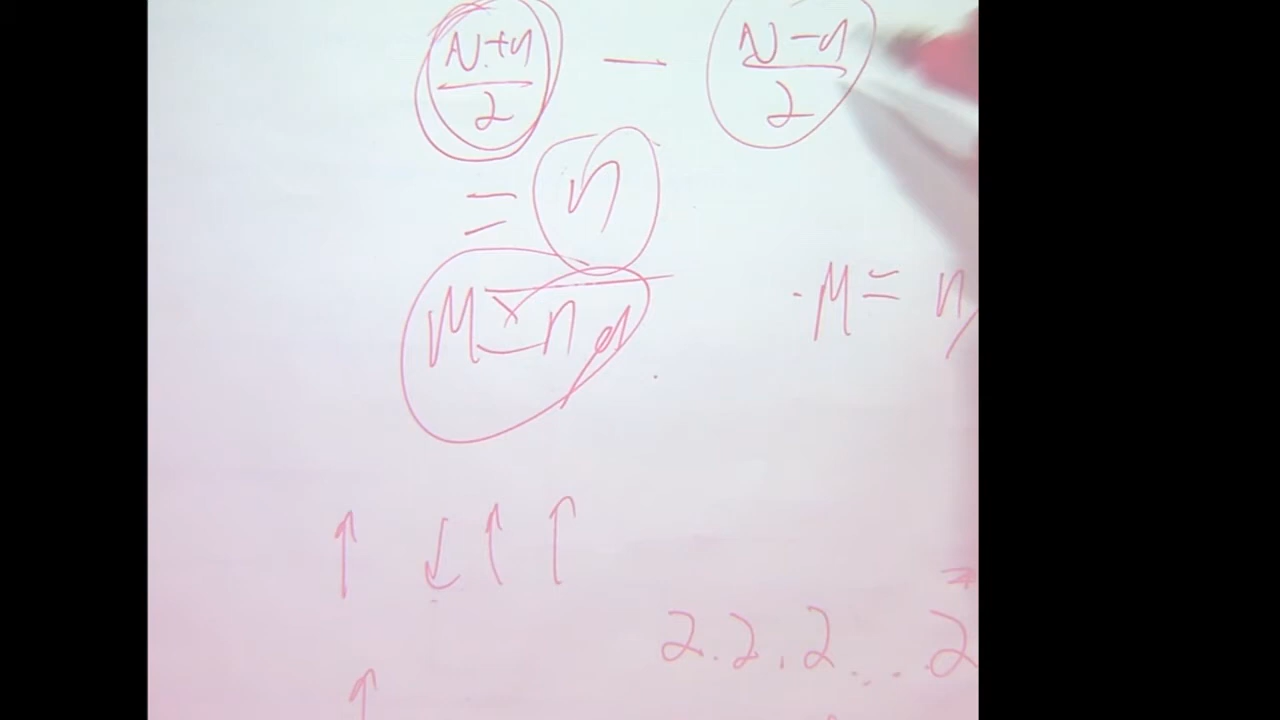 N+n/2 — N-n/2
= n
M = n
M = n
↑ ↓ ↑ ↑
2.2.2...2
↑